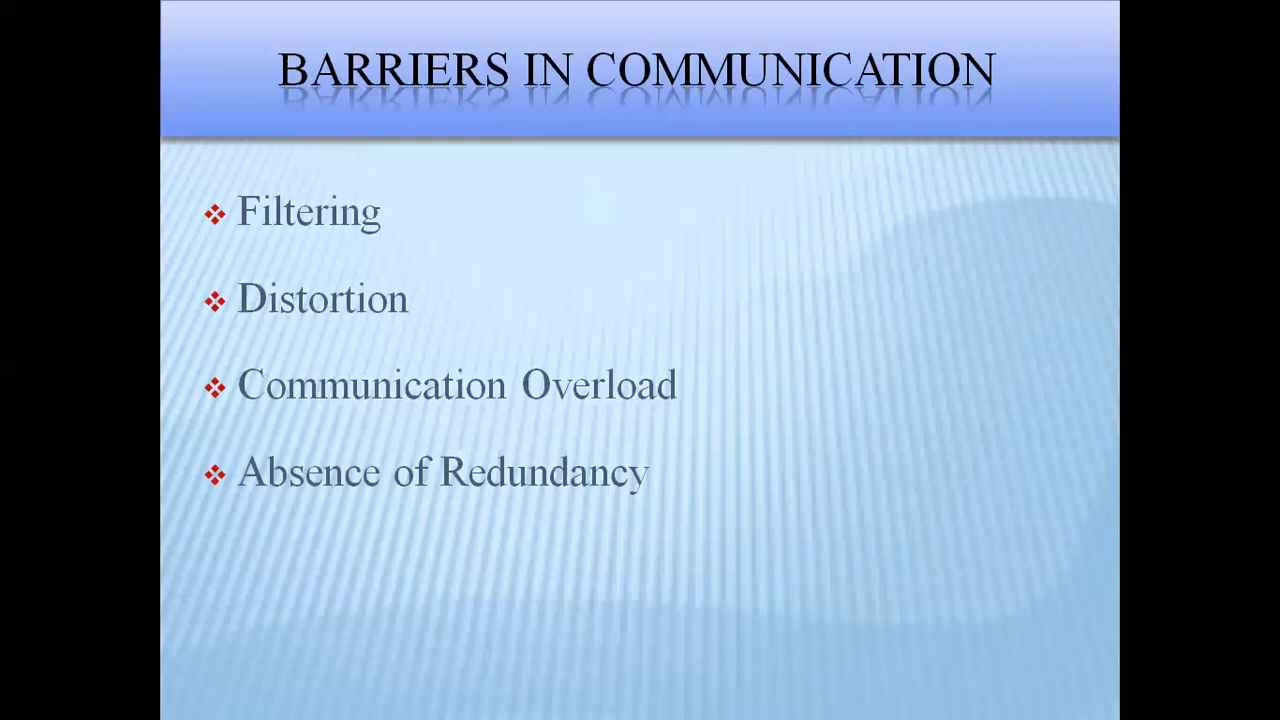 BARRIERS IN COMMUNICATION
Filtering
Distortion
Communication Overload
Absence of Redundancy